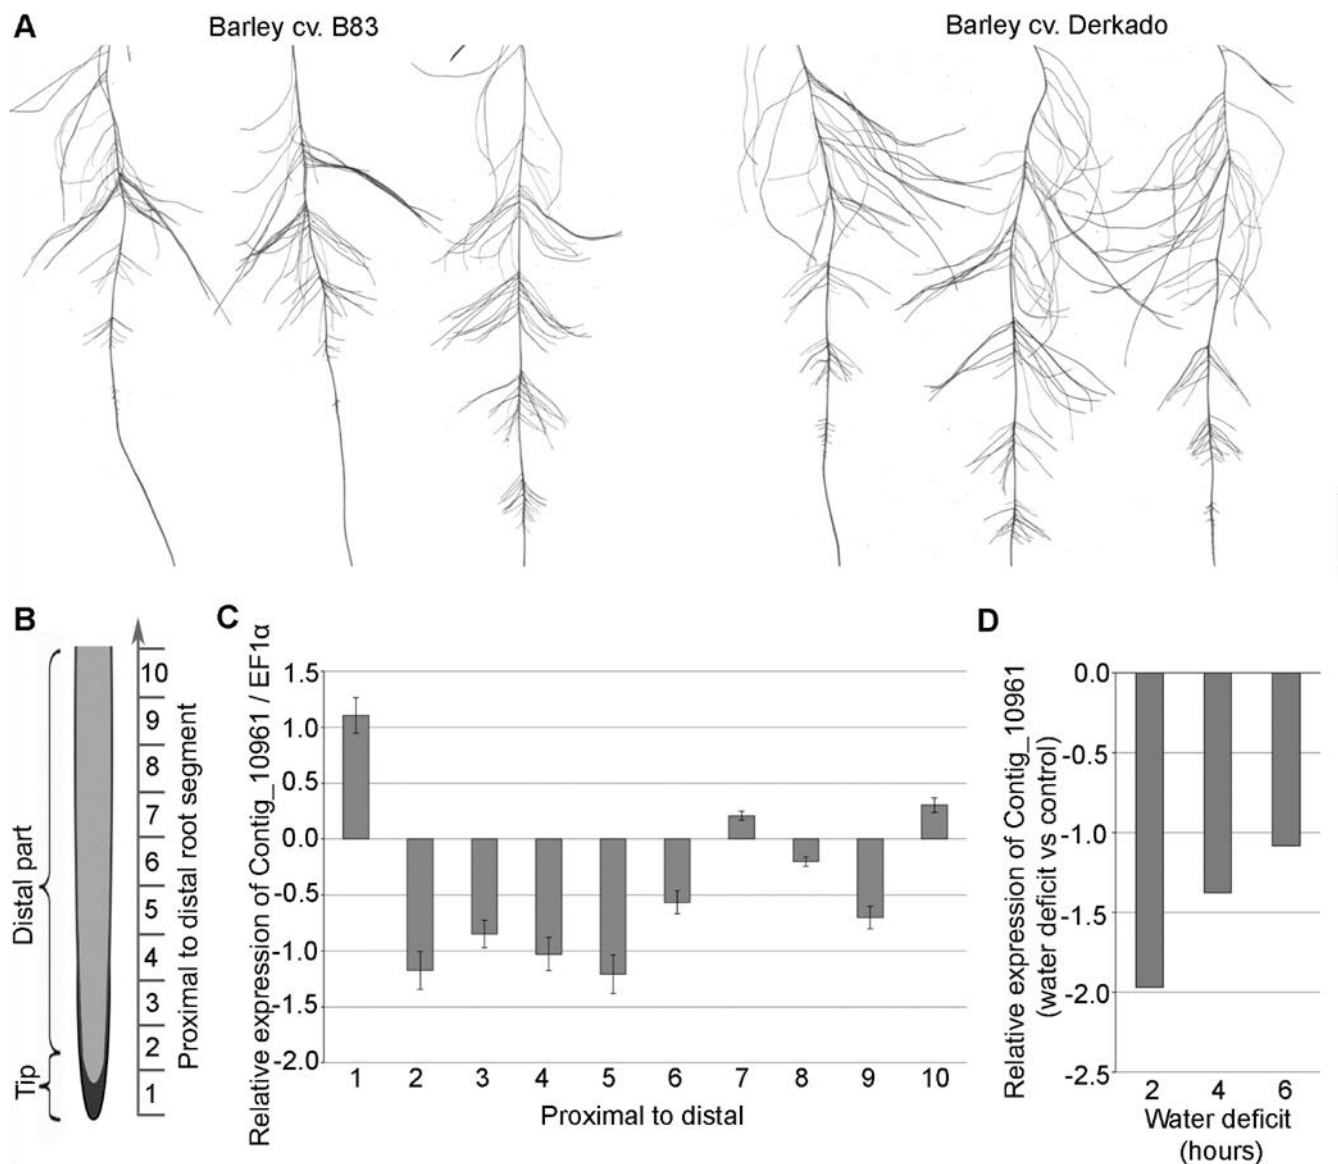 A
Barley cv. B83
Barley cv. Derkado
B
Distal part
Tip
10
9
8
7
6
5
4
3
2
1
Proximal to distal root segment
C
Relative expression of Contig_10961 / EF1α
1.5
1.0
0.5
0.0
-0.5
-1.0
-1.5
-2.0
1 2 3 4 5 6 7 8 9 10
Proximal to distal
D
Relative expression of Contig_10961
(water deficit vs control)
0.0
-0.5
-1.0
-1.5
-2.0
-2.5
2 4 6
Water deficit
(hours)